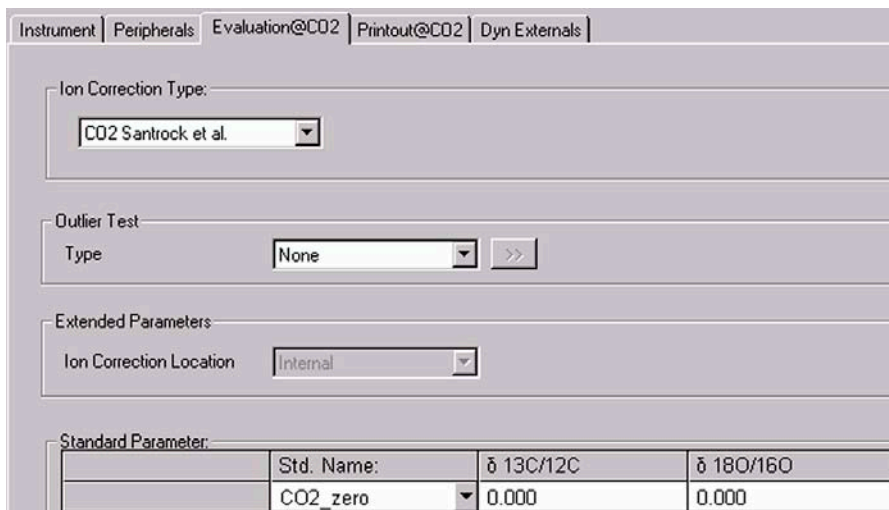 Instrument Peripherals Evaluation@CO2 Printout@CO2 Dyn Externals
Ion Correction Type:
CO2 Santrock et al.
Outlier Test
Type None >>
Extended Parameters
Ion Correction Location Internal
Standard Parameter:
Std. Name: δ 13C/12C δ 18O/16O
CO2_zero 0.000 0.000